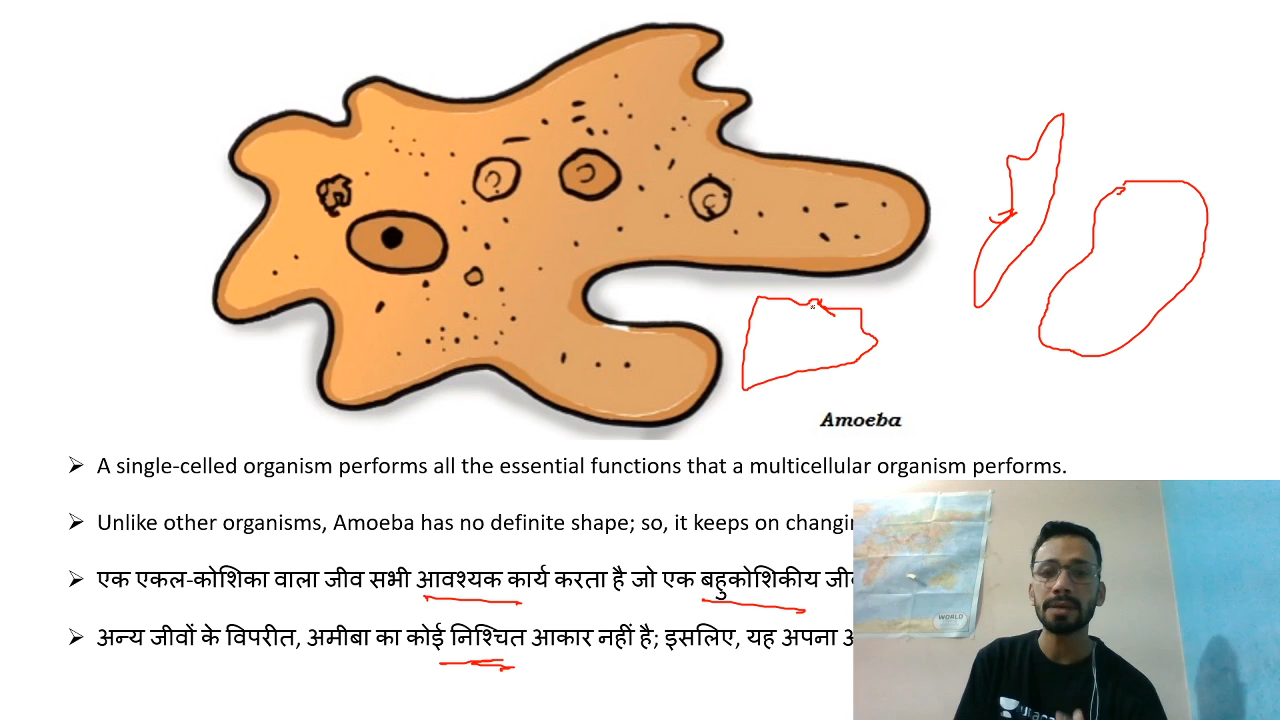 Amoeba
➢ A single-celled organism performs all the essential functions that a multicellular organism performs.
➢ Unlike other organisms, Amoeba has no definite shape; so, it keeps on
➢ एक एकल-कोशिका वाला जीव सभी आवश्यक कार्य करता है जो एक बहुकोशिकीय
➢ अन्य जीवों के विपरीत, अमीबा का कोई निश्चित आकार नहीं है; इसलिए, यह अपना
WORLD